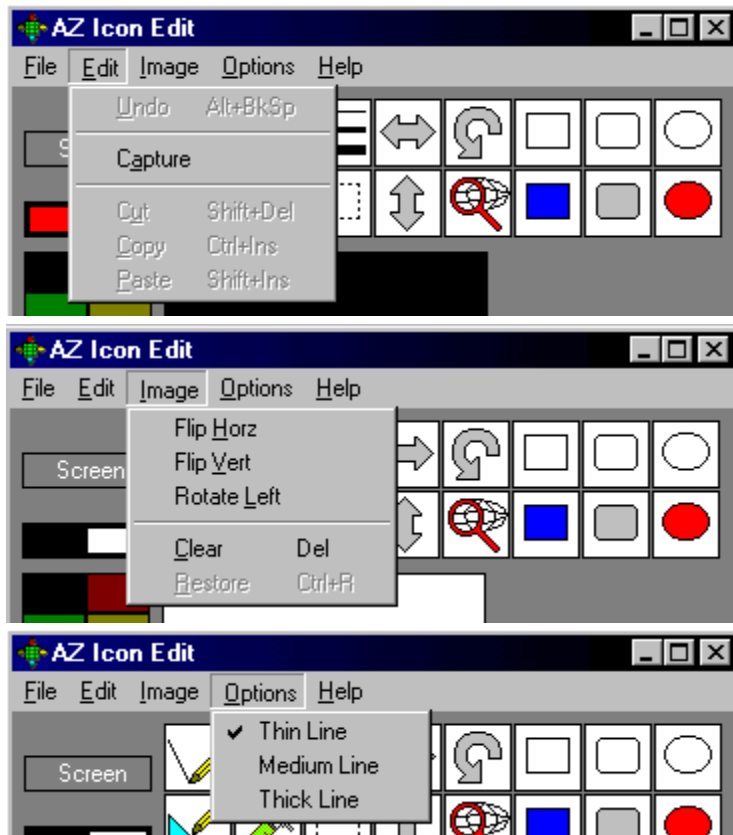 AZ Icon Edit
File Edit Image Options Help
Undo Alt+BkSp
Capture
Cut Shift+Del
Copy Ctrl+Ins
Paste Shift+Ins
AZ Icon Edit
File Edit Image Options Help
Flip Horz
Flip Vert
Screen
Rotate Left
Clear Del
Restore Ctrl+R
AZ Icon Edit
File Edit Image Options Help
Thin Line
Screen
Medium Line
Thick Line